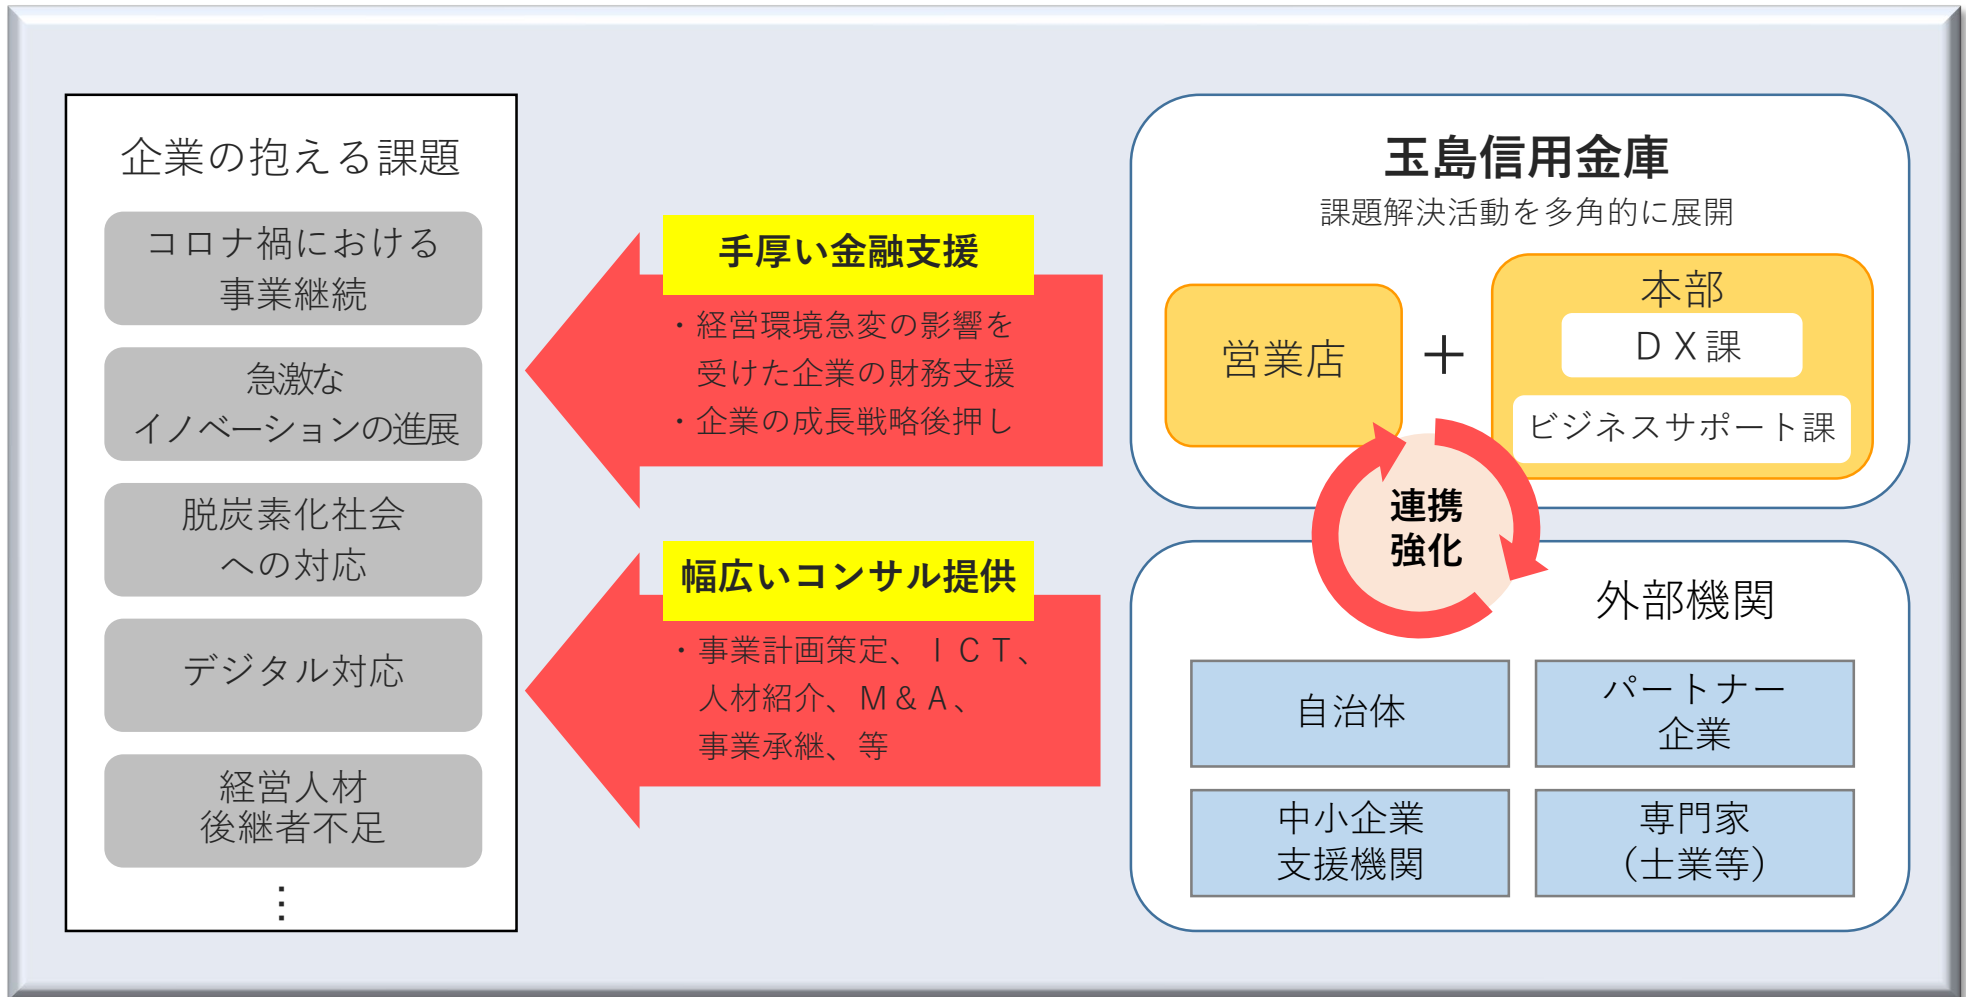 企業の抱える課題
コロナ禍における
事業継続
急激な
イノベーションの進展
脱炭素化社会
への対応
デジタル対応
経営人材
後継者不足
⋮
手厚い金融支援
・経営環境急変の影響を
受けた企業の財務支援
・企業の成長戦略後押し
幅広いコンサル提供
・事業計画策定、ＩＣＴ、
人材紹介、Ｍ＆Ａ、
事業承継、等
玉島信用金庫
課題解決活動を多角的に展開
営業店
＋
本部
ＤＸ課
ビジネスサポート課
連携
強化
外部機関
自治体
パートナー
企業
中小企業
支援機関
専門家
（士業等）